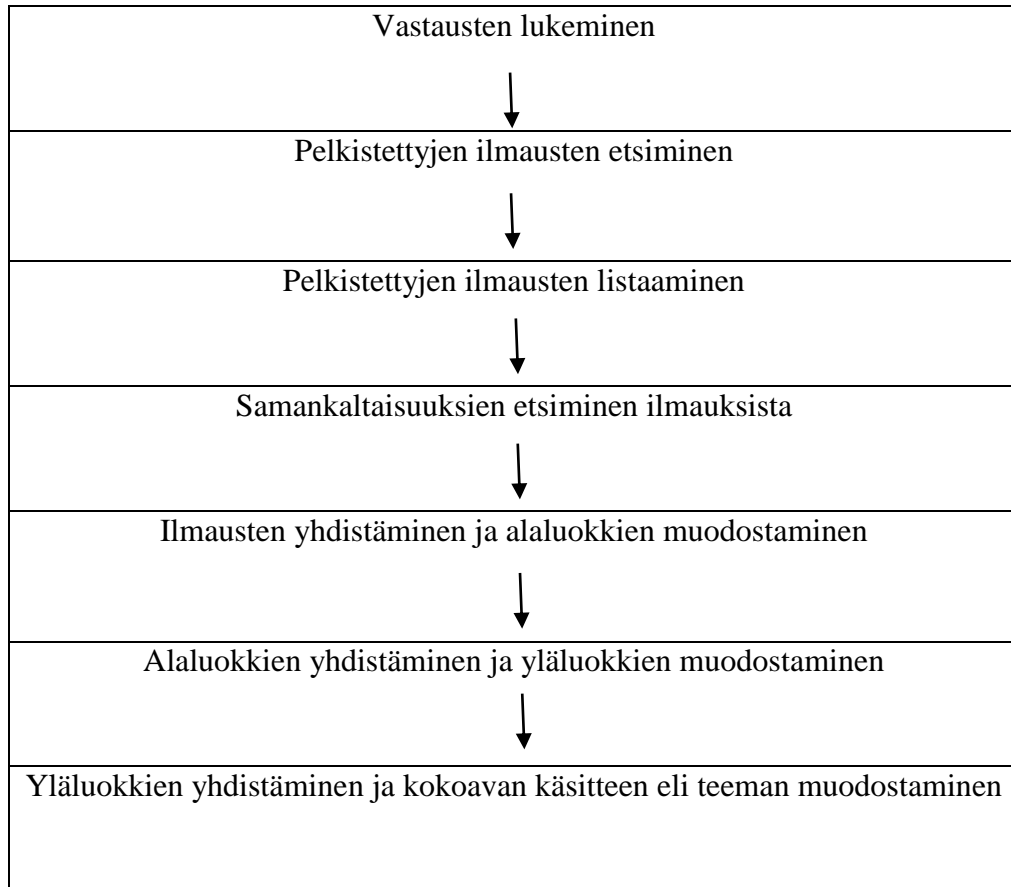 Vastausten lukeminen
Pelkistettyjen ilmausten etsiminen
Pelkistettyjen ilmausten listaaminen
Samankaltaisuuksien etsiminen ilmauksista
Ilmausten yhdistäminen ja alaluokkien muodostaminen
Alaluokkien yhdistäminen ja yläluokkien muodostaminen
Yläluokkien yhdistäminen ja kokoavan käsitteen eli teeman muodostaminen